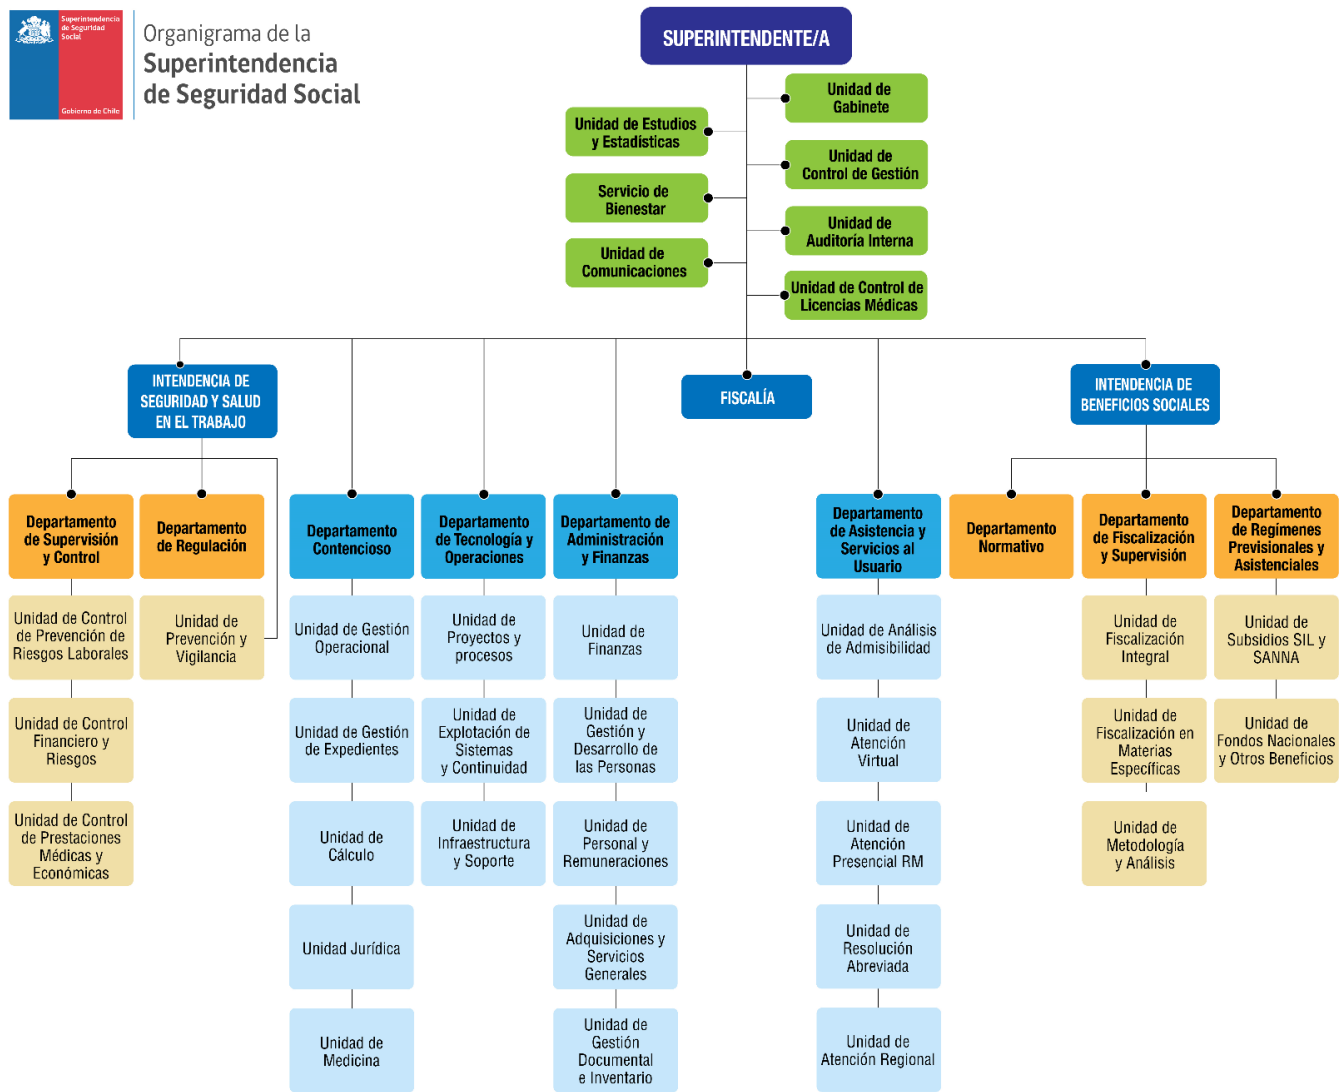 Superintendencia
de Seguridad
Social
Gobierno de Chile
Organigrama de la
Superintendencia
de Seguridad Social
SUPERINTENDENTE/A
Unidad de
Gabinete
Unidad de Estudios
y Estadísticas
Unidad de
Control de Gestión
Servicio de
Bienestar
Unidad de
Auditoría Interna
Unidad de
Comunicaciones
Unidad de Control de
Licencias Médicas
INTENDENCIA DE
SEGURIDAD Y SALUD
EN EL TRABAJO
FISCALÍA
INTENDENCIA DE
BENEFICIOS SOCIALES
Departamento
de Supervisión
y Control
Departamento
de Regulación
Departamento
Contencioso
Departamento
de Tecnología y
Operaciones
Departamento de
Administración
y Finanzas
Departamento
de Asistencia y
Servicios al
Usuario
Departamento
Normativo
Departamento
de Fiscalización
y Supervisión
Departamento
de Regímenes
Previsionales y
Asistenciales
Unidad de Control
de Prevención de
Riesgos Laborales
Unidad de
Prevención y
Vigilancia
Unidad de Gestión
Operacional
Unidad de
Proyectos y
procesos
Unidad de
Finanzas
Unidad de Análisis
de Admisibilidad
Unidad de
Fiscalización
Integral
Unidad de
Subsidios SIL y
SANNA
Unidad de Control
Financiero y
Riesgos
Unidad de Gestión
de Expedientes
Unidad de
Explotación de
Sistemas
y Continuidad
Unidad de
Gestión y
Desarrollo de
las Personas
Unidad de
Atención
Virtual
Unidad de
Fiscalización en
Materias
Específicas
Unidad de
Fondos Nacionales
y Otros Beneficios
Unidad de Control
de Prestaciones
Médicas y
Económicas
Unidad de
Cálculo
Unidad de
Infraestructura
y Soporte
Unidad de
Personal y
Remuneraciones
Unidad de
Atención
Presencial RM
Unidad de
Metodología
y Análisis
Unidad Jurídica
Unidad de
Adquisiciones y
Servicios
Generales
Unidad de
Resolución
Abreviada
Unidad de
Medicina
Unidad de
Gestión
Documental
e Inventario
Unidad de
Atención Regional